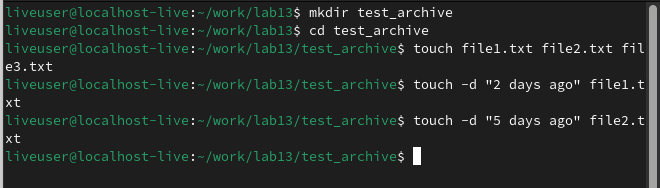 liveuser@localhost-live:~/work/lab13$ mkdir test_archive
liveuser@localhost-live:~/work/lab13$ cd test_archive
liveuser@localhost-live:~/work/lab13/test_archive$ touch file1.txt file2.txt fil
e3.txt
liveuser@localhost-live:~/work/lab13/test_archive$ touch -d "2 days ago" file1.t
xt
liveuser@localhost-live:~/work/lab13/test_archive$ touch -d "5 days ago" file2.t
xt
liveuser@localhost-live:~/work/lab13/test_archive$